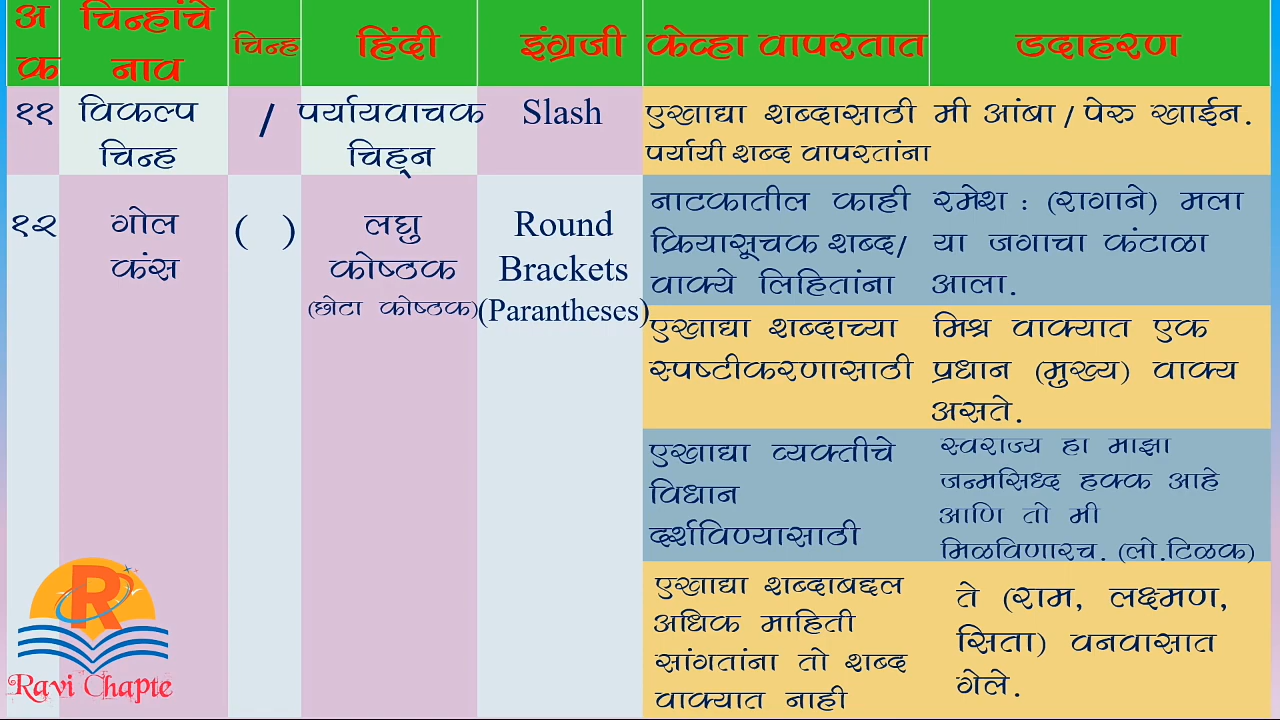 अ क्र
चिन्हांचे नाव
चिन्ह
हिंदी
इंग्रजी
केव्हा वापरतात
उदाहरण
११
विकल्प
चिन्ह
/
पर्यायवाचक
चिह्न
Slash
एखाद्या शब्दासाठी
पर्यायी शब्द वापरतांना
मी आंबा / पेरु खाईन.
१२
गोल
कंस
( )
लघु
कोष्ठक
(छोटा कोष्ठक)
Round
Brackets
(Parantheses)
नाटकातील काही
क्रियासूचक शब्द/
वाक्ये लिहितांना
रमेश : (रागाने) मला
या जगाचा कंटाळा
आला.
एखाद्या शब्दाच्या
स्पष्टीकरणासाठी
मिश्र वाक्यात एक
प्रधान (मुख्य) वाक्य
असते.
एखाद्या व्यक्तीचे
विधान
दर्शविण्यासाठी
स्वराज्य हा माझा
जन्मसिध्द हक्क आहे
आणि तो मी
मिळविणारच. (लो.टिळक)
एखाद्या शब्दाबद्दल
अधिक माहिती
सांगतांना तो शब्द
वाक्यात नाही
ते (राम, लक्ष्मण,
सिता) वनवासात
गेले.
R
Ravi Chapte